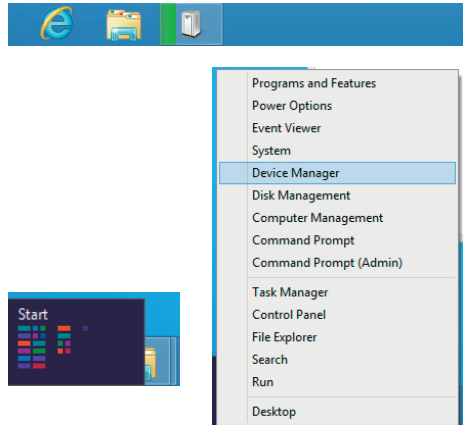 Programs and Features
Power Options
Event Viewer
System
Device Manager
Disk Management
Computer Management
Command Prompt
Command Prompt (Admin)
Task Manager
Control Panel
File Explorer
Search
Run
Desktop
Start